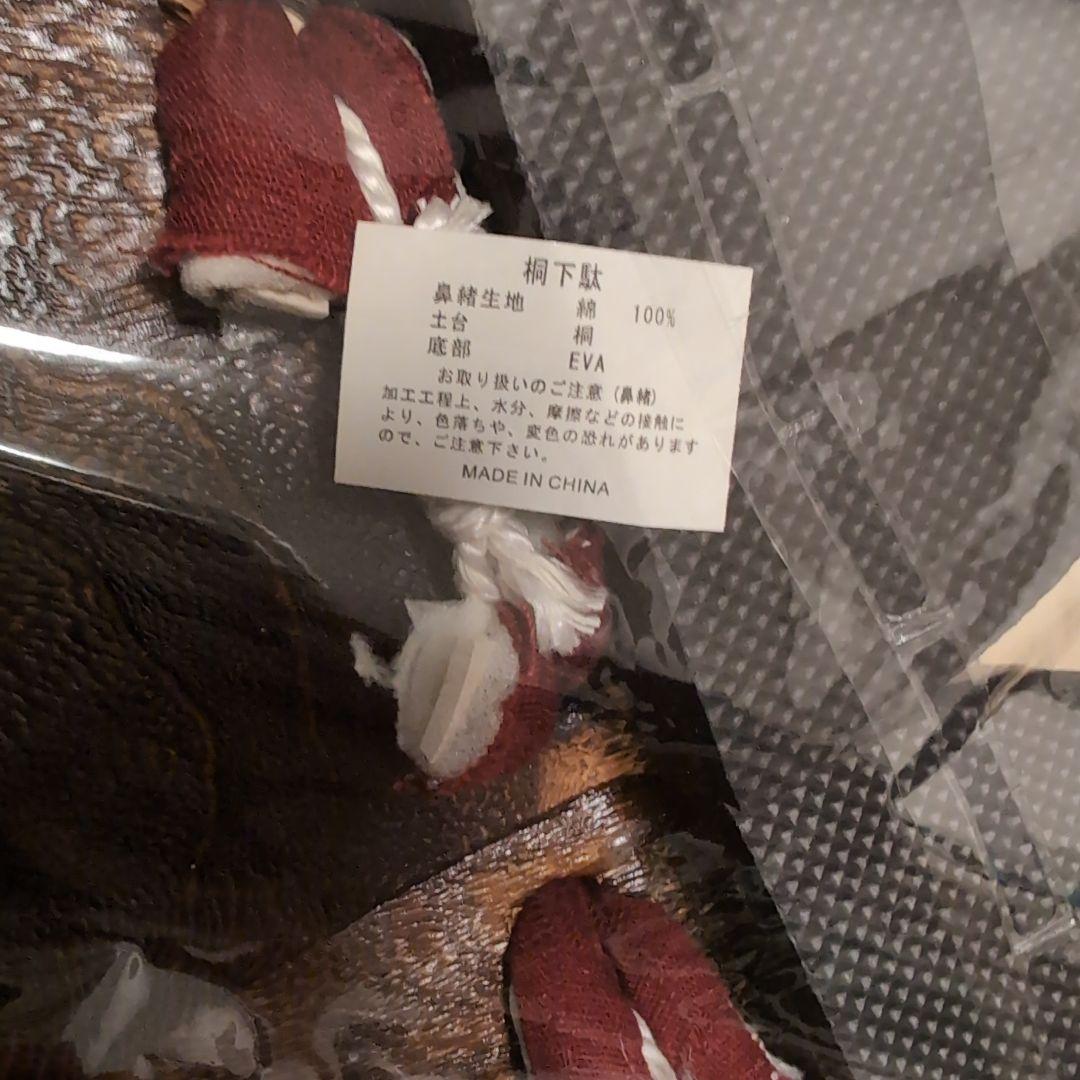 桐下駄
鼻緒生地 綿 100%
土台 桐
底部 EVA
お取り扱いのご注意(鼻緒)
加工工程上、水分、摩擦などの接触に
より、色落ちや、変色の恐れがあります
ので、ご注意下さい。
MADE IN CHINA